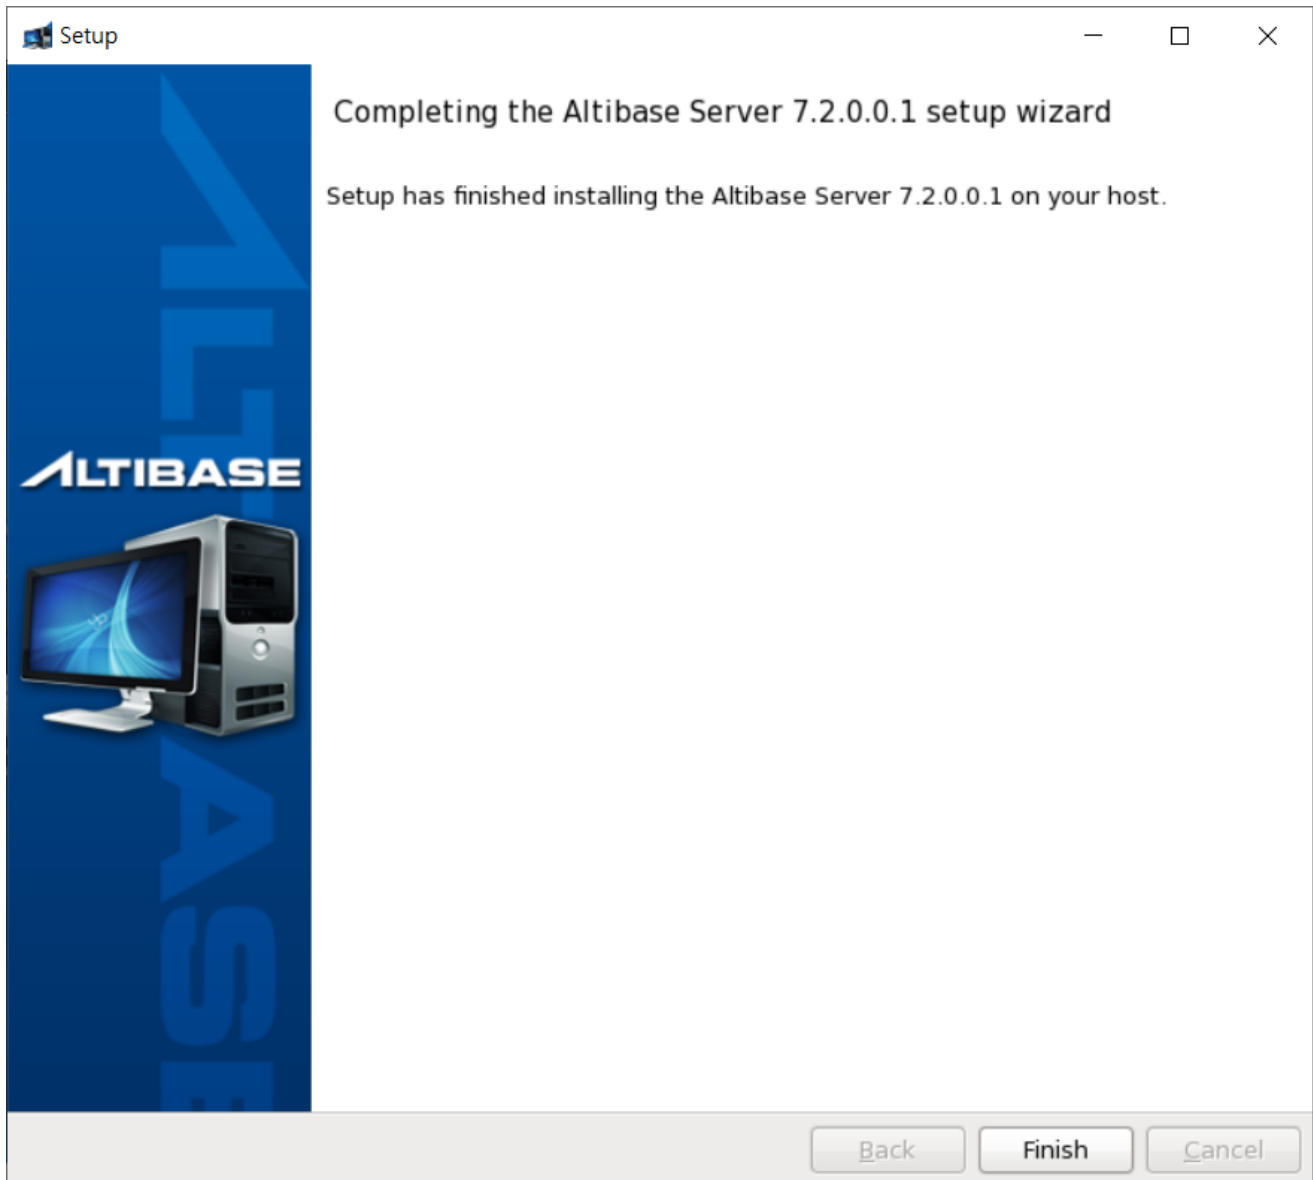 Setup
Completing the Altibase Server 7.2.0.0.1 setup wizard
Setup has finished installing the Altibase Server 7.2.0.0.1 on your host.
ALTIBASE
ALTIBASE
Back
Finish
Cancel